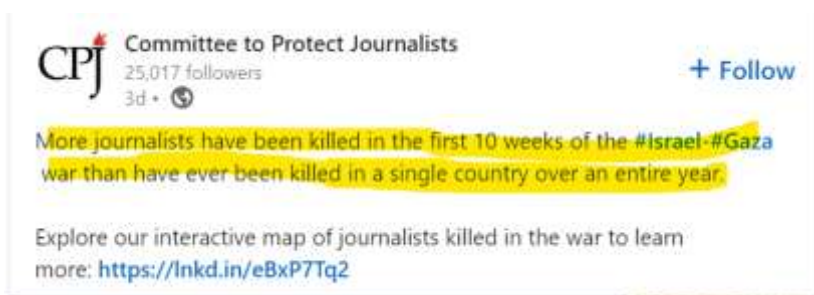 CPJ
Committee to Protect Journalists
25,017 followers
3d •
+ Follow
More journalists have been killed in the first 10 weeks of the #Israel-#Gaza
war than have ever been killed in a single country over an entire year.
Explore our interactive map of journalists killed in the war to learn
more: https://lnkd.in/eBxP7Tq2